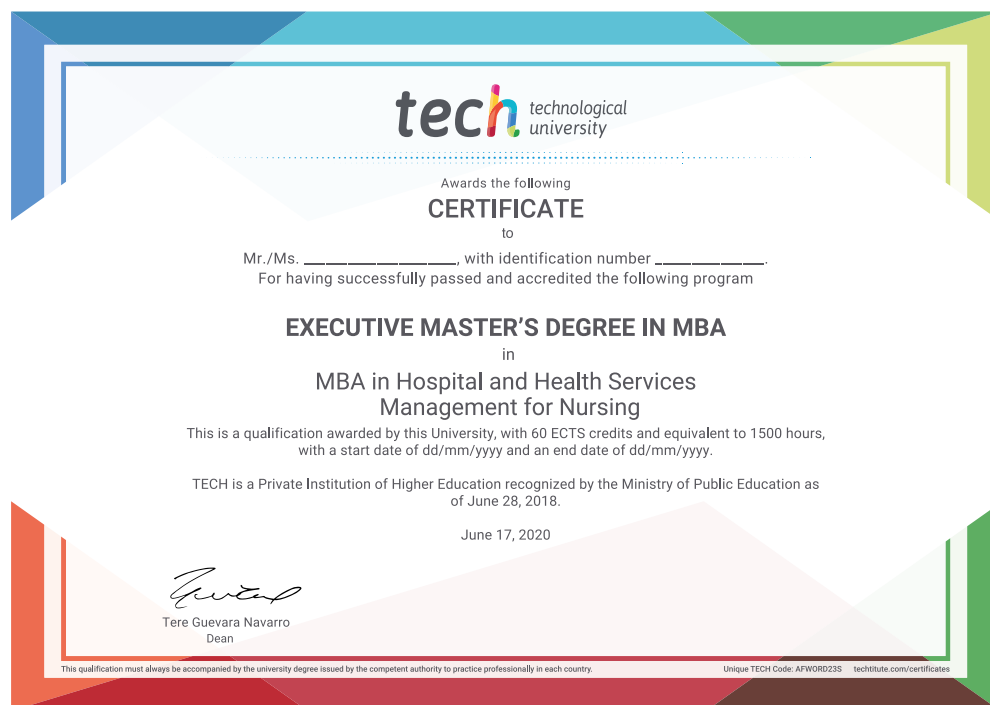 tech technological
university
Awards the following
CERTIFICATE
to
Mr./Ms. ____________________, with identification number ______________.
For having successfully passed and accredited the following program
EXECUTIVE MASTER'S DEGREE IN MBA
in
MBA in Hospital and Health Services
Management for Nursing
This is a qualification awarded by this University, with 60 ECTS credits and equivalent to 1500 hours,
with a start date of dd/mm/yyyy and an end date of dd/mm/yyyy.
TECH is a Private Institution of Higher Education recognized by the Ministry of Public Education as
of June 28, 2018.
June 17, 2020
Tere Guevara Navarro
Dean
This qualification must always be accompanied by the university degree issued by the competent authority to practice professionally in each country.
Unique TECH Code: AFWORD23S techtitute.com/certificates